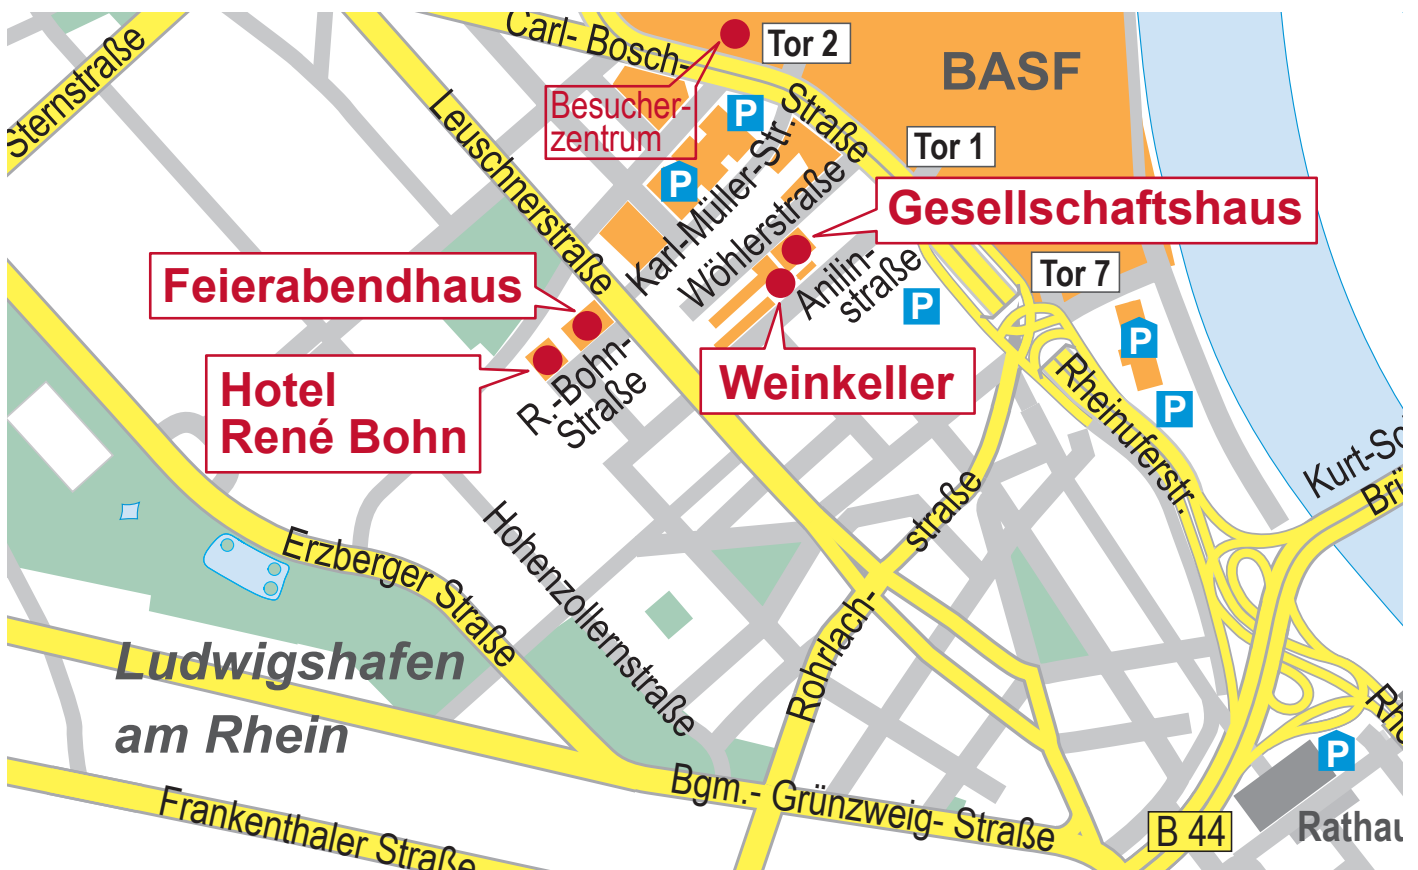 Carl- Bosch-
Straße
Tor 2
BASF
Sternstraße
Besucher-
zentrum
P
Leuschnerstraße
Tor 1
P
Karl-Müller-Str.
Wöhlerstraße
Gesellschaftshaus
Feierabendhaus
Anilin-
straße
P
Tor 7
P
Hotel
René Bohn
R.-Bohn-
Straße
Weinkeller
Rheinuferstr.
P
Kurt-Sc
Brü
Hohenzollernstraße
Erzberger Straße
Rohrlach-
straße
Ludwigshafen
am Rhein
Rhe
P
Bgm.- Grünzweig- Straße
Frankenthaler Straße
B 44
Rathau